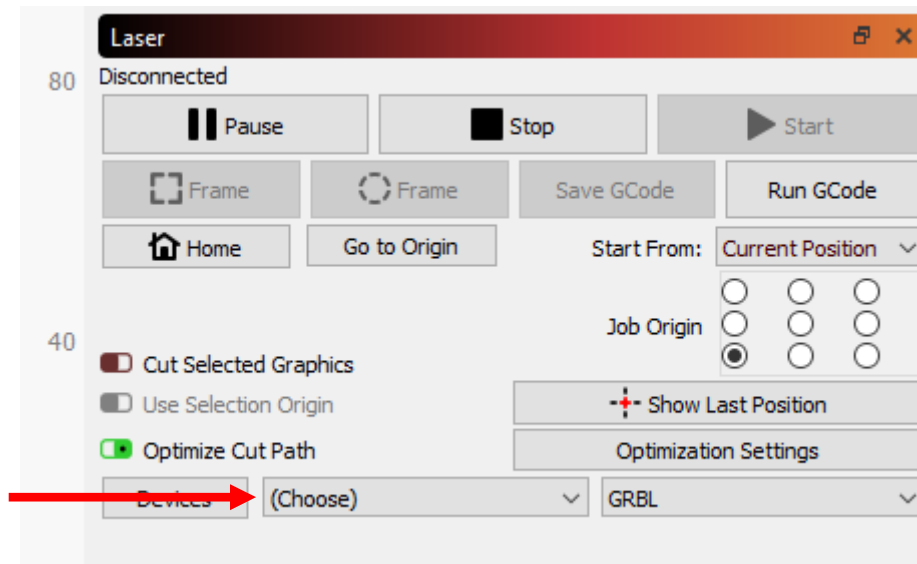 Laser
80
Disconnected
Pause Stop Start
Frame Frame Save GCode Run GCode
Home Go to Origin Start From: Current Position
Job Origin
40
Cut Selected Graphics
Use Selection Origin Show Last Position
Optimize Cut Path Optimization Settings
Devices (Choose) GRBL